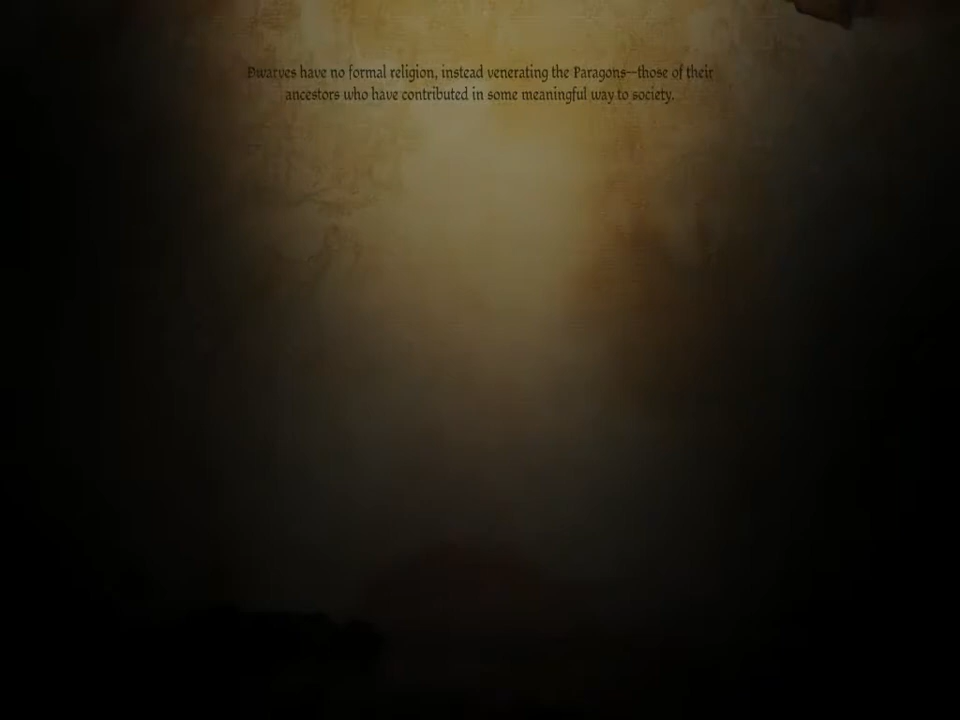 Dwarves have no formal religion, instead venerating the Paragons--those of their
ancestors who have contributed in some meaningful way to society.